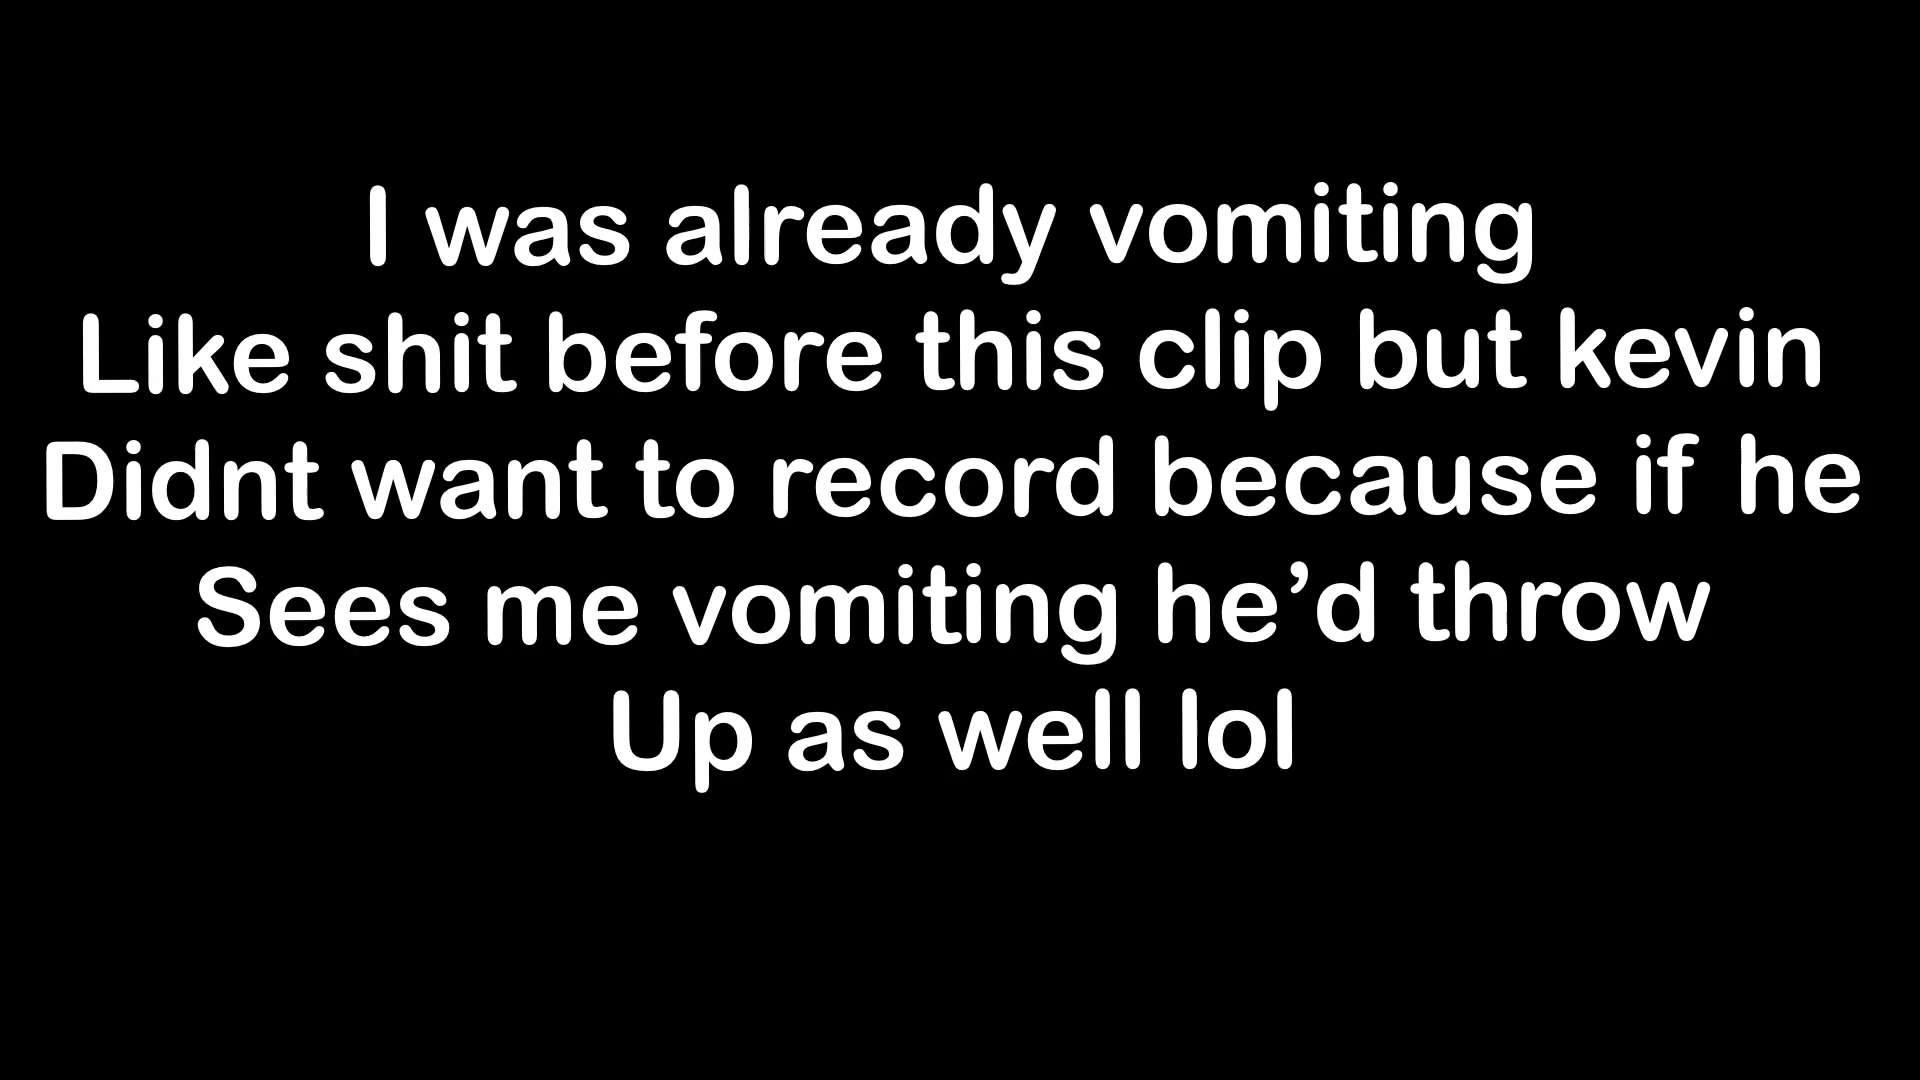 I was already vomiting
Like shit before this clip but kevin
Didnt want to record because if he
Sees me vomiting he’d throw
Up as well lol